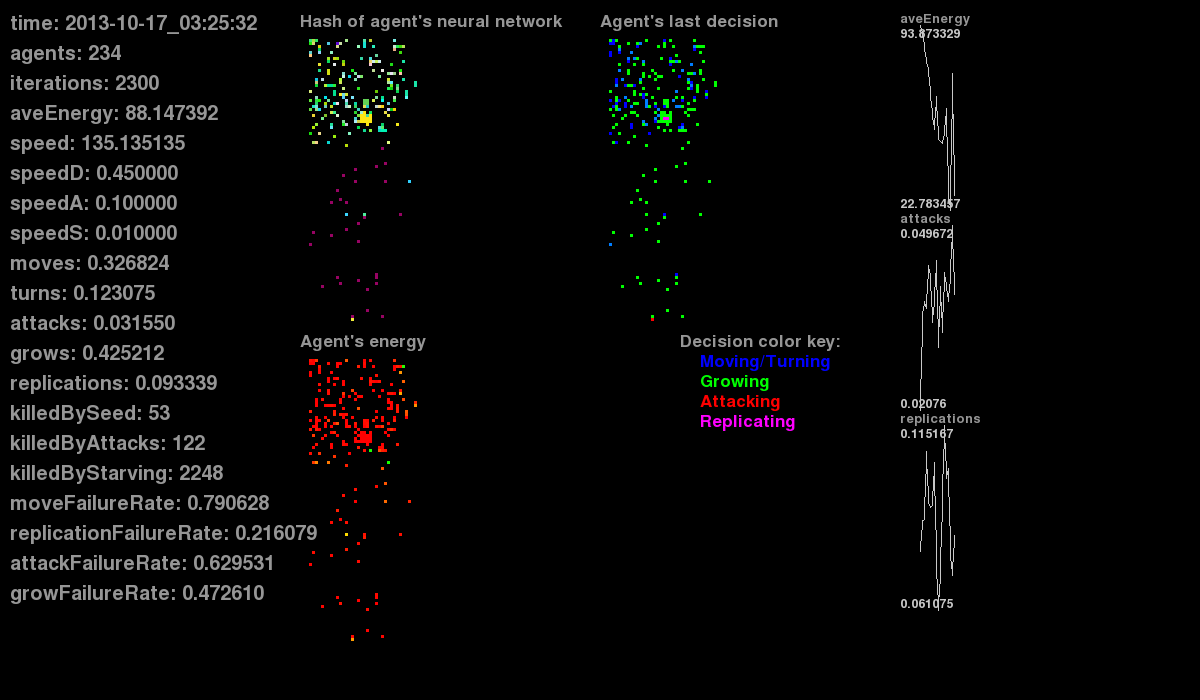 time: 2013-10-17_03:25:32
agents: 234
iterations: 2300
aveEnergy: 88.147392
speed: 135.135135
speedD: 0.450000
speedA: 0.100000
speedS: 0.010000
moves: 0.326824
turns: 0.123075
attacks: 0.031550
grows: 0.425212
replications: 0.093339
killedBySeed: 53
killedByAttacks: 122
killedByStarving: 2248
moveFailureRate: 0.790628
replicationFailureRate: 0.216079
attackFailureRate: 0.629531
growFailureRate: 0.472610
Hash of agent's neural network
Agent's last decision
Agent's energy
Decision color key:
Moving/Turning
Growing
Attacking
Replicating
aveEnergy
93.873329
22.783457
attacks
0.049672
0.02076
replications
0.115167
0.061075